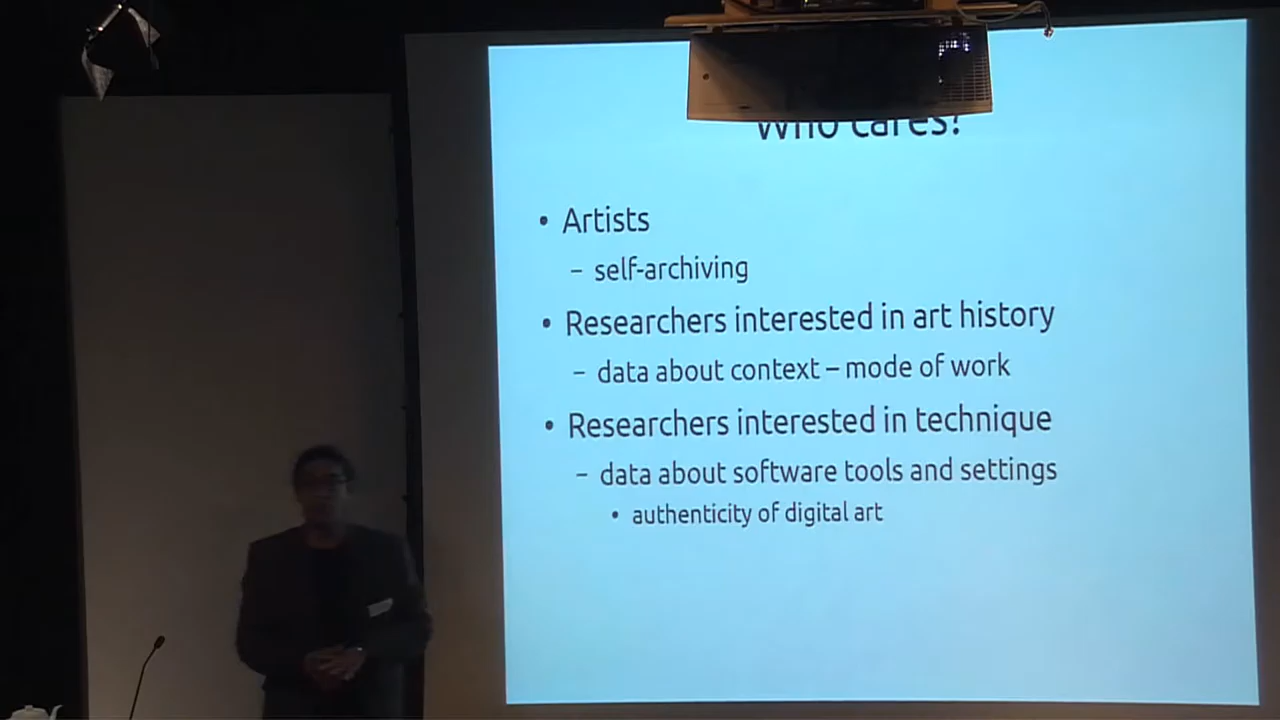 Who cares?
• Artists
– self-archiving
• Researchers interested in art history
– data about context – mode of work
• Researchers interested in technique
– data about software tools and settings
• authenticity of digital art